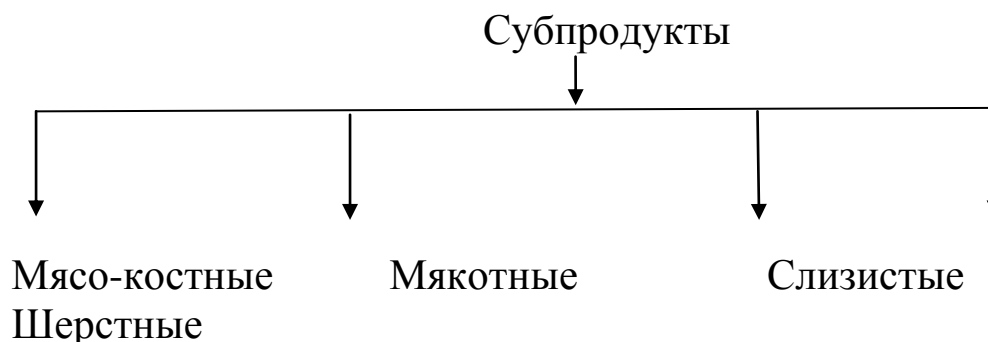 Субпродукты
Мясо-костные Мякотные Слизистые
Шерстные